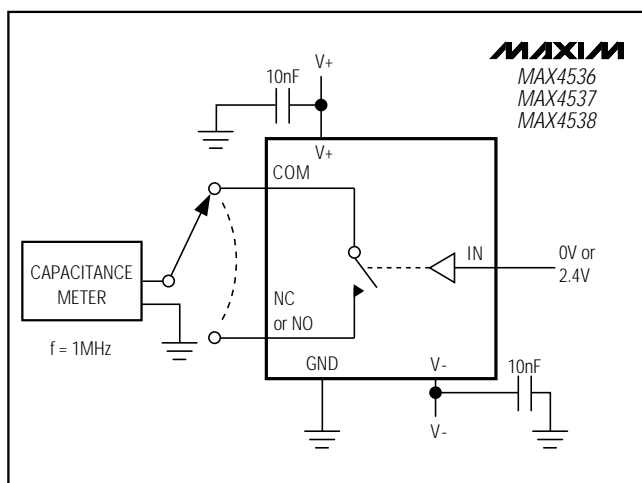 MAXIM
MAX4536
MAX4537
MAX4538
V+
10nF
V+
COM
IN
0V or
2.4V
CAPACITANCE
METER
NC
or NO
f = 1MHz
GND
V-
10nF
V-